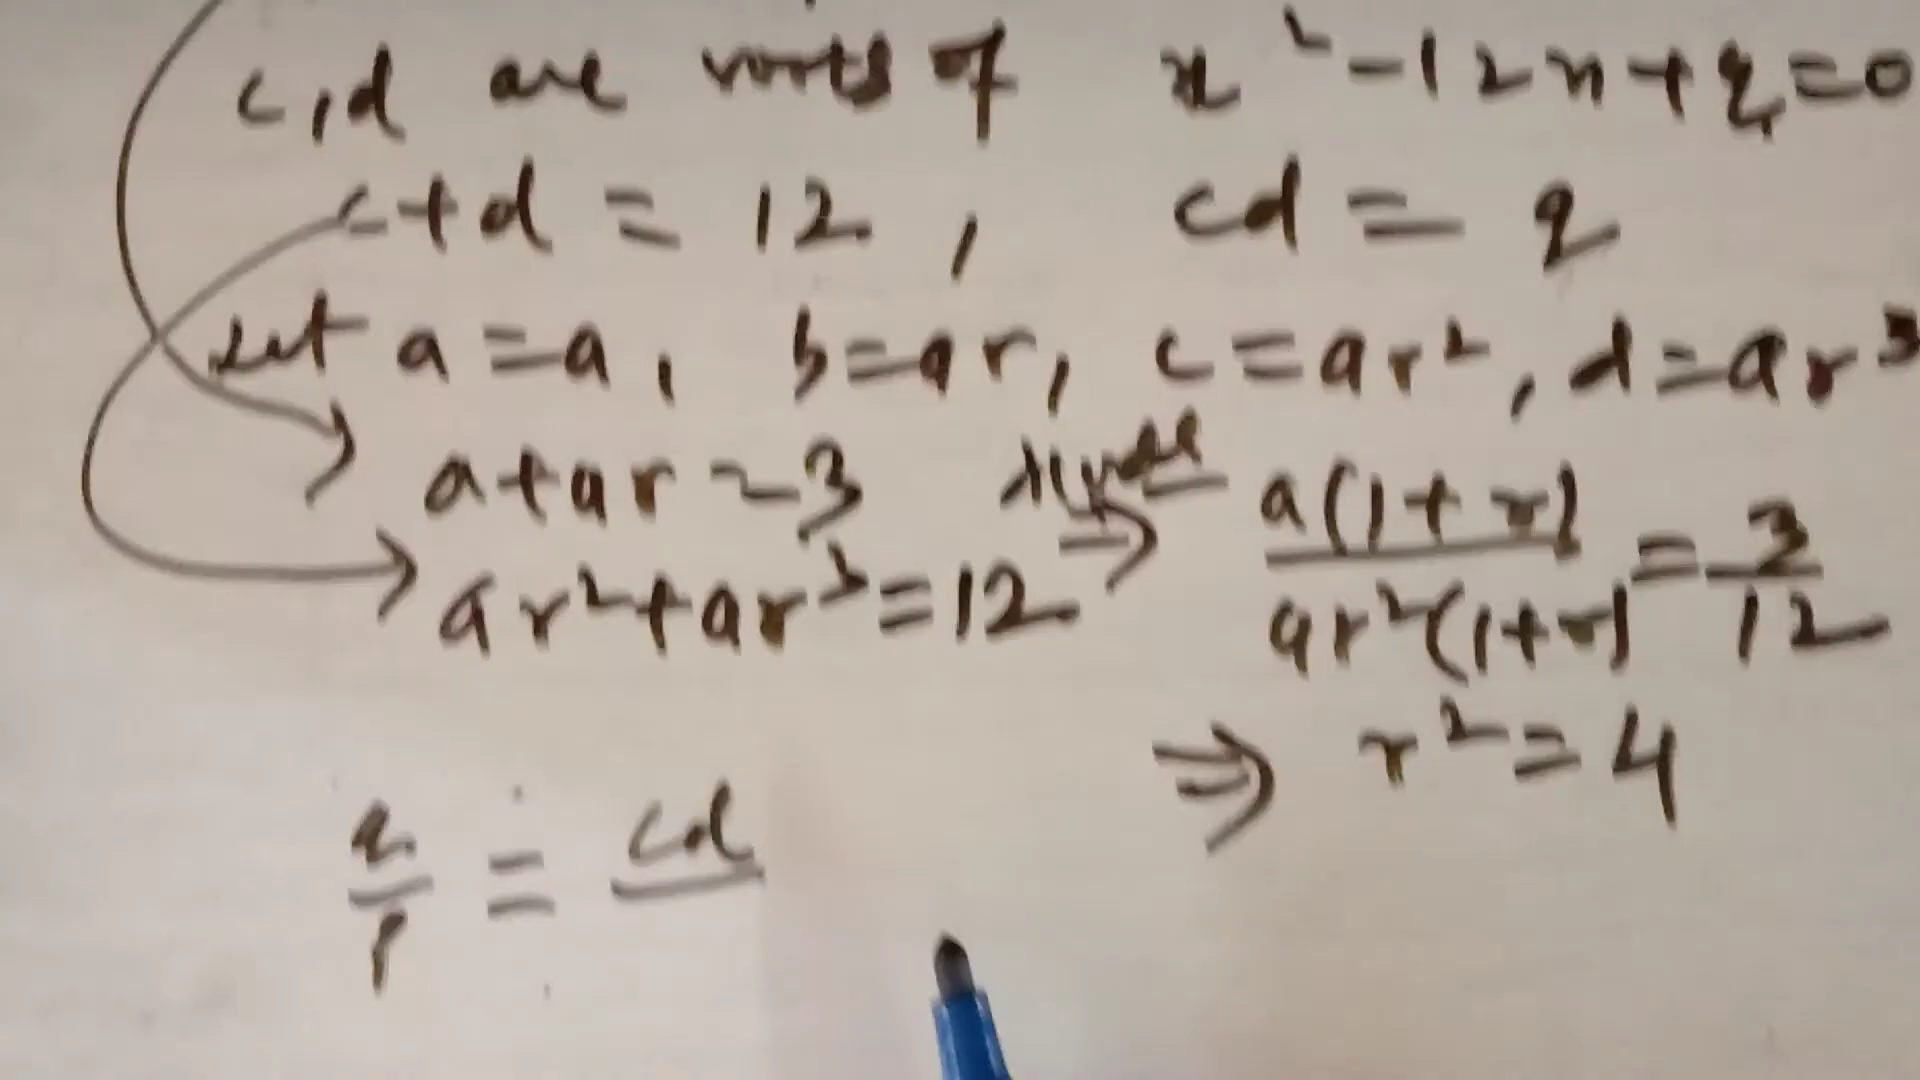 c,d are roots of x² -12x+q=0
c+d = 12, cd = q
Let a=a, b=ar, c=ar², d=ar³
a+ar=3
⇒ a(1+r)/ar²(1+r) = 3/12
ar²+ar³=12
⇒ r²=4
q/p = cd